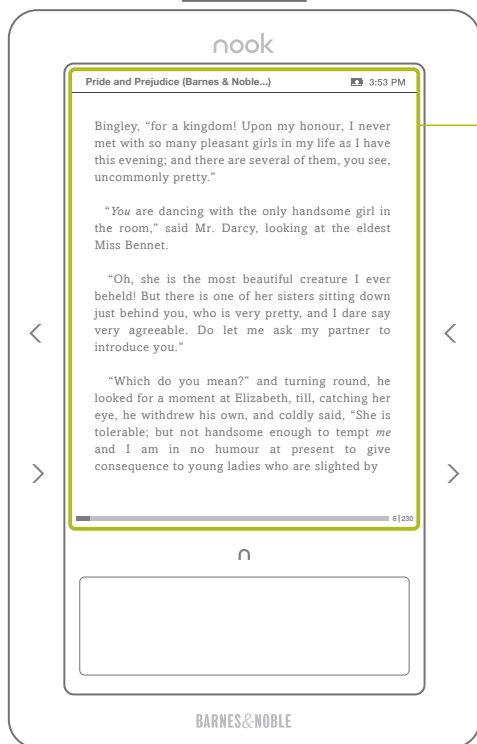 nook
Pride and Prejudice (Barnes & Noble...) 3:53 PM
Bingley, “for a kingdom! Upon my honour, I never
met with so many pleasant girls in my life as I have
this evening; and there are several of them, you see,
uncommonly pretty.”
“You are dancing with the only handsome girl in
the room,” said Mr. Darcy, looking at the eldest
Miss Bennet.
“Oh, she is the most beautiful creature I ever
beheld! But there is one of her sisters sitting down
just behind you, who is very pretty, and I dare say
very agreeable. Do let me ask my partner to
introduce you.”
“Which do you mean?” and turning round, he
looked for a moment at Elizabeth, till, catching her
eye, he withdrew his own, and coldly said, “She is
tolerable; but not handsome enough to tempt me
and I am in no humour at present to give
consequence to young ladies who are slighted by
6|230
BARNES&NOBLE